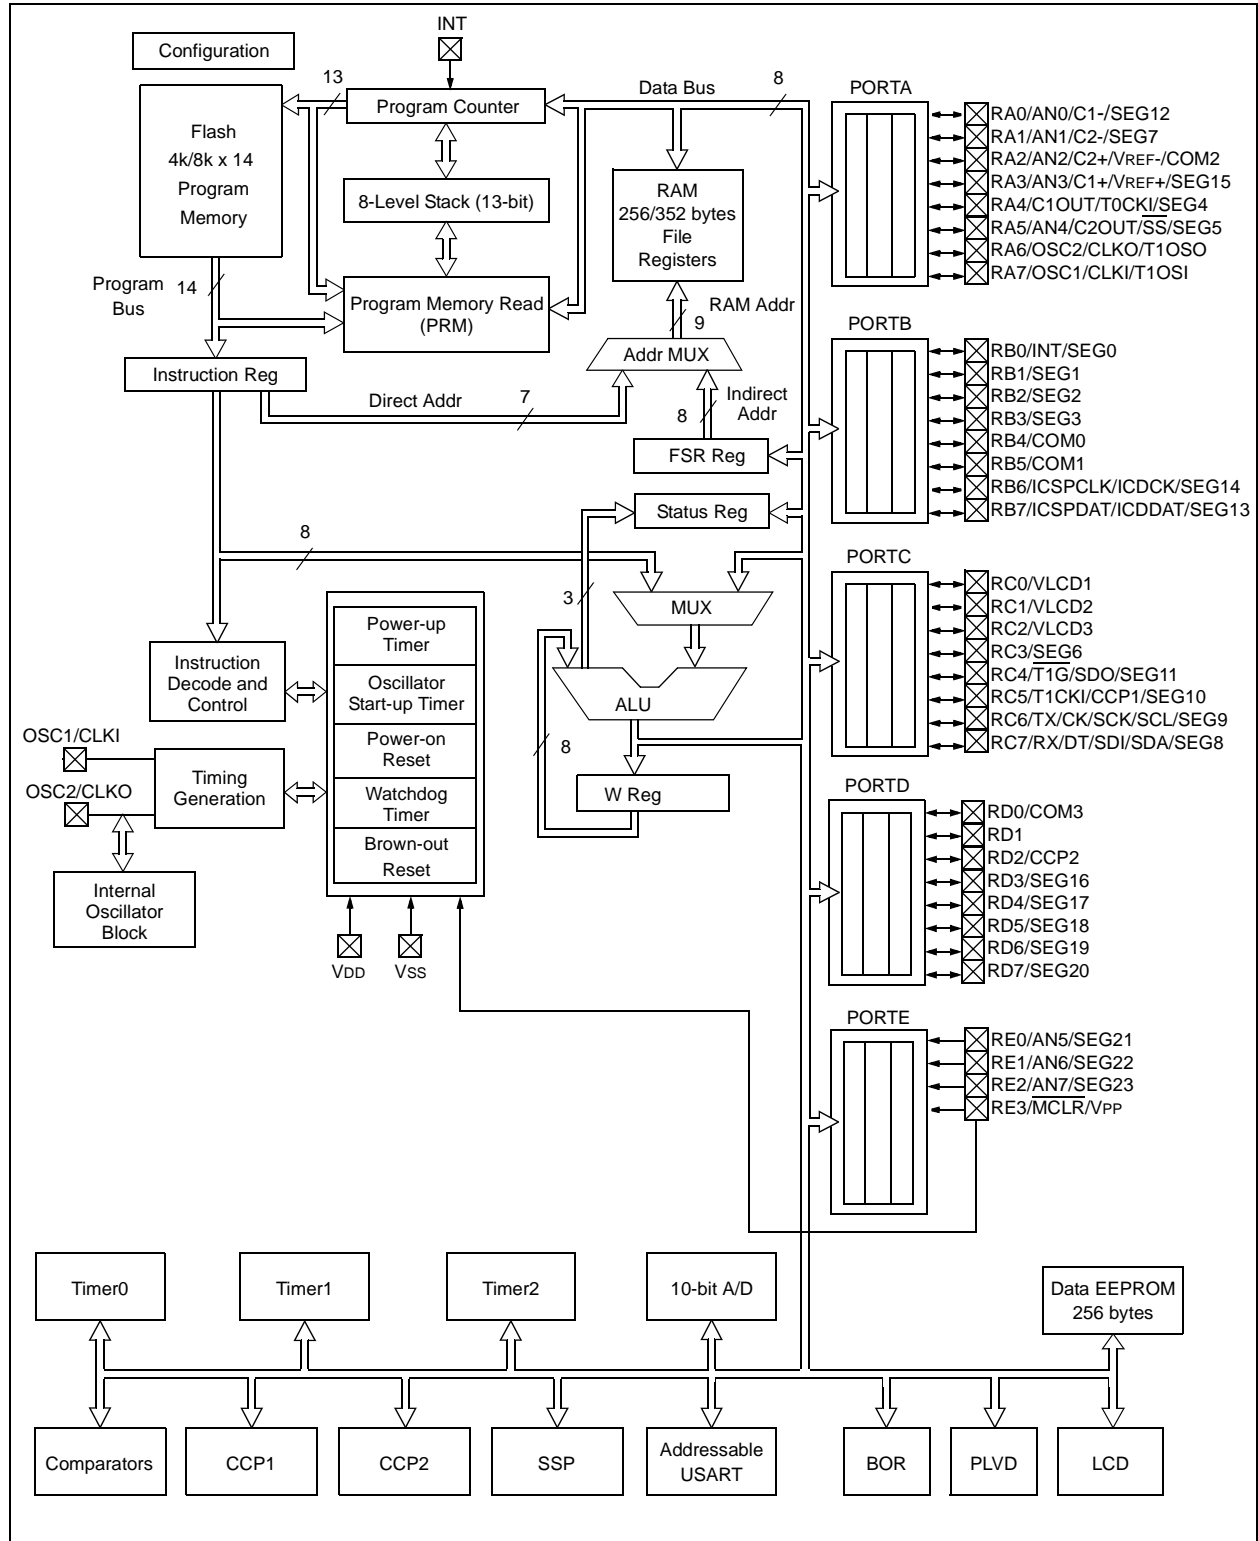 Configuration
INT
13
Program Counter
Data Bus
8
Flash
4k/8k x 14
Program
Memory
8-Level Stack (13-bit)
RAM
256/352 bytes
File
Registers
Program
Bus
14
Program Memory Read
(PRM)
RAM Addr
9
Addr MUX
Instruction Reg
Direct Addr
7
Indirect
Addr
8
FSR Reg
Status Reg
8
3
MUX
Power-up
Timer
Oscillator
Start-up Timer
Power-on
Reset
Watchdog
Timer
Brown-out
Reset
Instruction
Decode and
Control
ALU
8
W Reg
OSC1/CLKI
OSC2/CLKO
Timing
Generation
Internal
Oscillator
Block
VDD
VSS
PORTA
RA0/AN0/C1-/SEG12
RA1/AN1/C2-/SEG7
RA2/AN2/C2+/VREF-/COM2
RA3/AN3/C1+/VREF+/SEG15
RA4/C1OUT/T0CKI/SEG4
RA5/AN4/C2OUT/SS/SEG5
RA6/OSC2/CLKO/T1OSO
RA7/OSC1/CLKI/T1OSI
PORTB
RB0/INT/SEG0
RB1/SEG1
RB2/SEG2
RB3/SEG3
RB4/COM0
RB5/COM1
RB6/ICSPCLK/ICDCK/SEG14
RB7/ICSPDAT/ICDDAT/SEG13
PORTC
RC0/VLCD1
RC1/VLCD2
RC2/VLCD3
RC3/SEG6
RC4/T1G/SDO/SEG11
RC5/T1CKI/CCP1/SEG10
RC6/TX/CK/SCK/SCL/SEG9
RC7/RX/DT/SDI/SDA/SEG8
PORTD
RD0/COM3
RD1
RD2/CCP2
RD3/SEG16
RD4/SEG17
RD5/SEG18
RD6/SEG19
RD7/SEG20
PORTE
RE0/AN5/SEG21
RE1/AN6/SEG22
RE2/AN7/SEG23
RE3/MCLR/VPP
Timer0
Timer1
Timer2
10-bit A/D
Data EEPROM
256 bytes
Comparators
CCP1
CCP2
SSP
Addressable
USART
BOR
PLVD
LCD